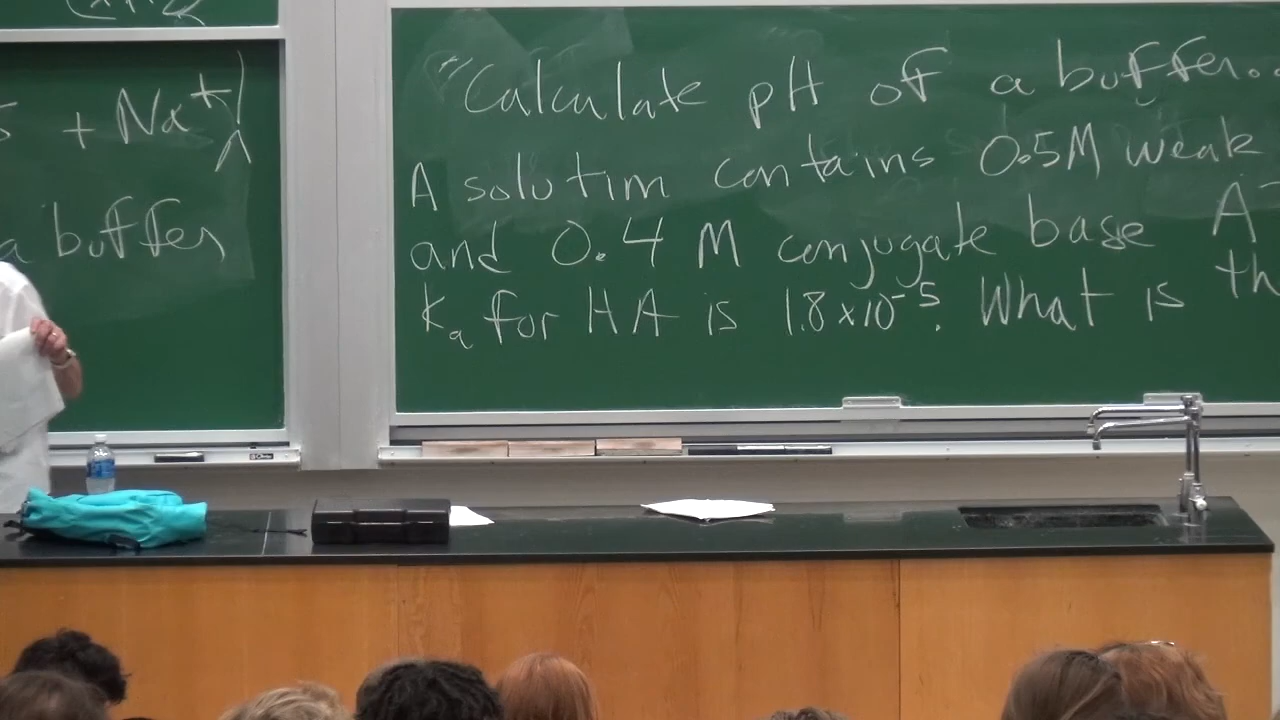 + Na+)
a buffer
"Calculate pH of a buffer.
A solution contains 0.5M weak
and 0.4 M conjugate base A-
Ka for HA is 1.8x10-5. What is th